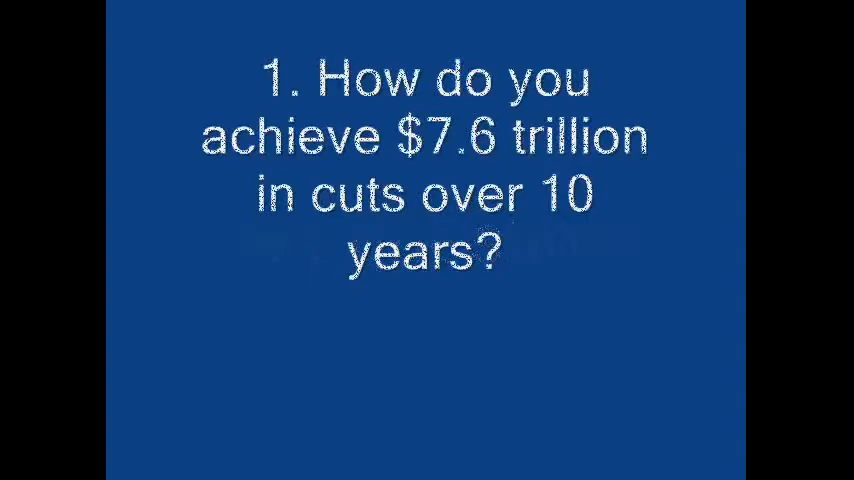 1. How do you
achieve $7.6 trillion
in cuts over 10
years?